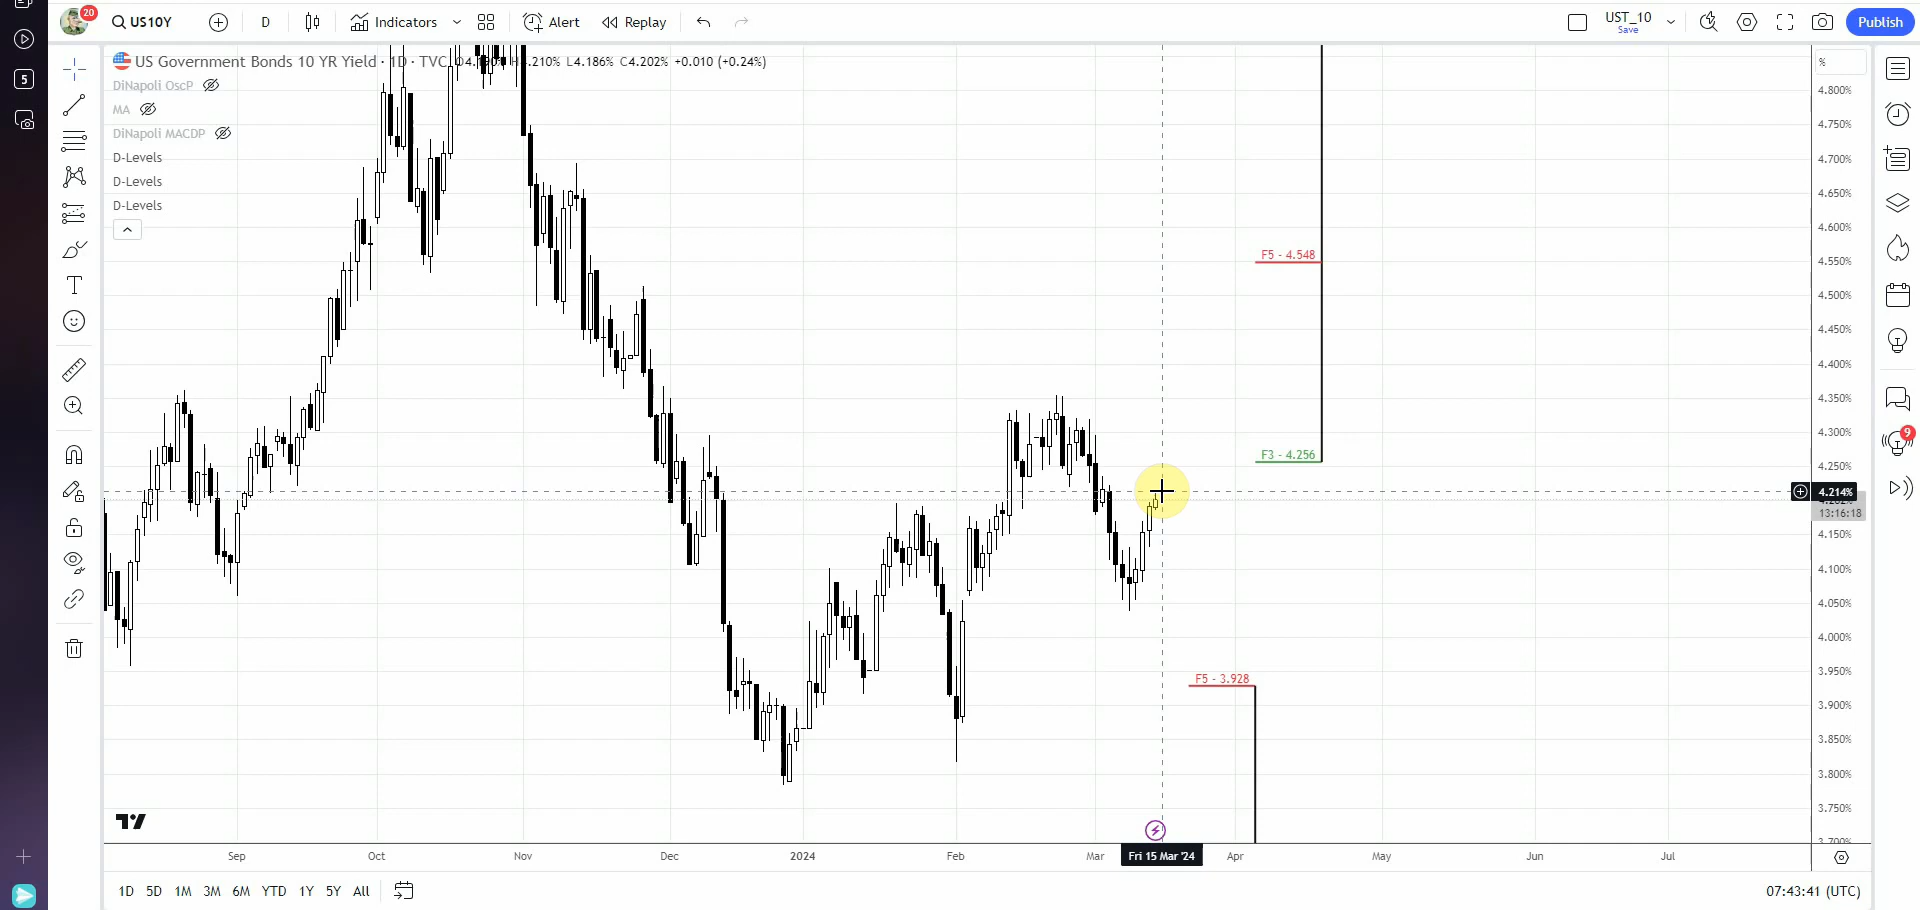 20
US10Y
D
Indicators
Alert
Replay
UST_10
Save
Publish
5
US Government Bonds 10 YR Yield · 1D · TVC
H4.210% L4.186% C4.202% +0.010 (+0.24%)
DiNapoli OscP
MA
DiNapoli MACDP
D-Levels
D-Levels
D-Levels
%
4.800%
4.750%
4.700%
4.650%
4.600%
4.550%
4.500%
4.450%
4.400%
4.350%
4.300%
4.250%
4.214%
13:16:18
4.150%
4.100%
4.050%
4.000%
3.950%
3.900%
3.850%
3.800%
3.750%
3.700%
F5 - 4.548
F3 - 4.256
F5 - 3.928
9
Sep
Oct
Nov
Dec
2024
Feb
Mar
Fri 15 Mar '24
Apr
May
Jun
Jul
1D
5D
1M
3M
6M
YTD
1Y
5Y
All
07:43:41 (UTC)